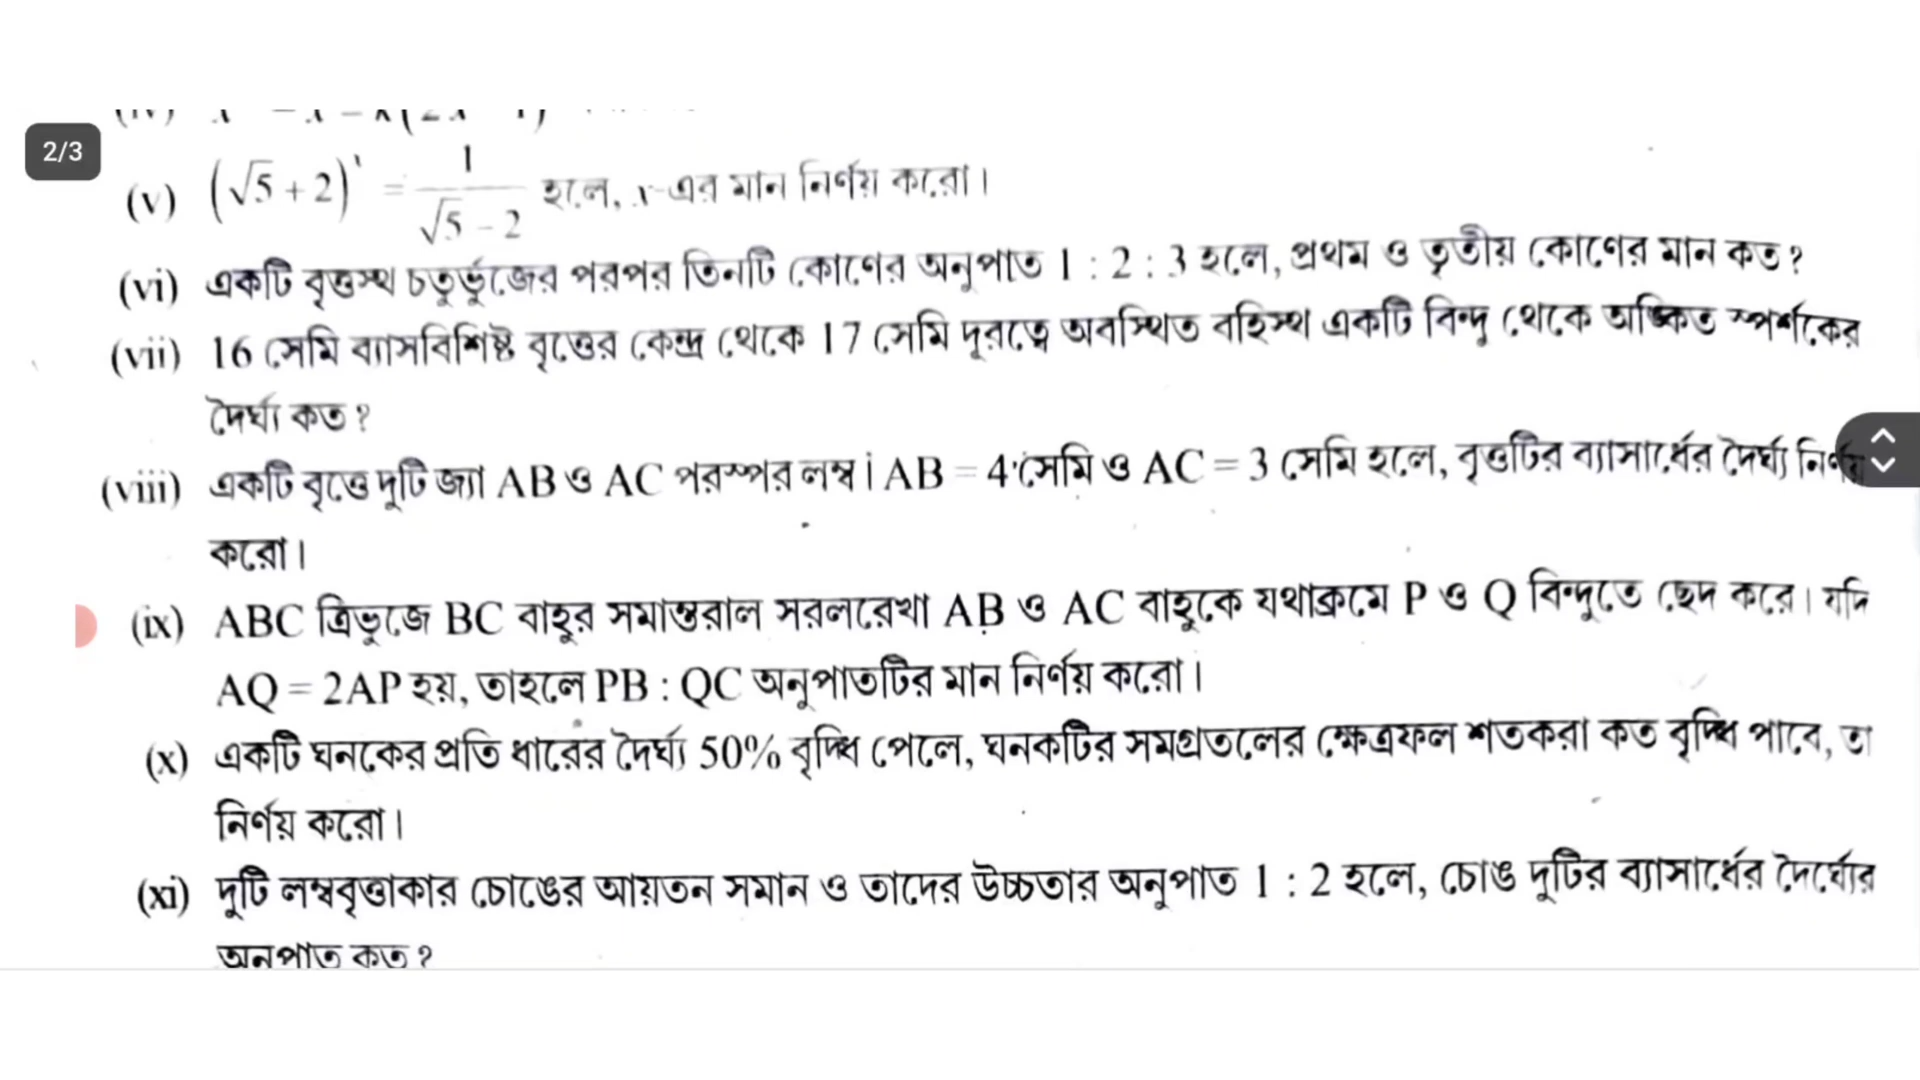 2/3
(v) (√5 + 2)ˣ = 1/(√5 - 2) হলে, x-এর মান নির্ণয় করো।
(vi) একটি বৃত্তস্থ চতুর্ভুজের পরপর তিনটি কোণের অনুপাত 1 : 2 : 3 হলে, প্রথম ও তৃতীয় কোণের মান কত?
(vii) 16 সেমি ব্যাসবিশিষ্ট বৃত্তের কেন্দ্র থেকে 17 সেমি দূরত্বে অবস্থিত বহিস্থ একটি বিন্দু থেকে অঙ্কিত স্পর্শকের
দৈর্ঘ্য কত?
(viii) একটি বৃত্তে দুটি জ্যা AB ও AC পরস্পর লম্ব। AB = 4 সেমি ও AC = 3 সেমি হলে, বৃত্তটির ব্যাসার্ধের দৈর্ঘ্য নির্ণয়
করো।
(ix) ABC ত্রিভুজে BC বাহুর সমান্তরাল সরলরেখা AB ও AC বাহুকে যথাক্রমে P ও Q বিন্দুতে ছেদ করে। যদি
AQ = 2AP হয়, তাহলে PB : QC অনুপাতটির মান নির্ণয় করো।
(x) একটি ঘনকের প্রতি ধারের দৈর্ঘ্য 50% বৃদ্ধি পেলে, ঘনকটির সমগ্রতলের ক্ষেত্রফল শতকরা কত বৃদ্ধি পাবে, তা
নির্ণয় করো।
(xi) দুটি লম্ববৃত্তাকার চোঙের আয়তন সমান ও তাদের উচ্চতার অনুপাত 1 : 2 হলে, চোঙ দুটির ব্যাসার্ধের দৈর্ঘ্যের
অনুপাত কত?